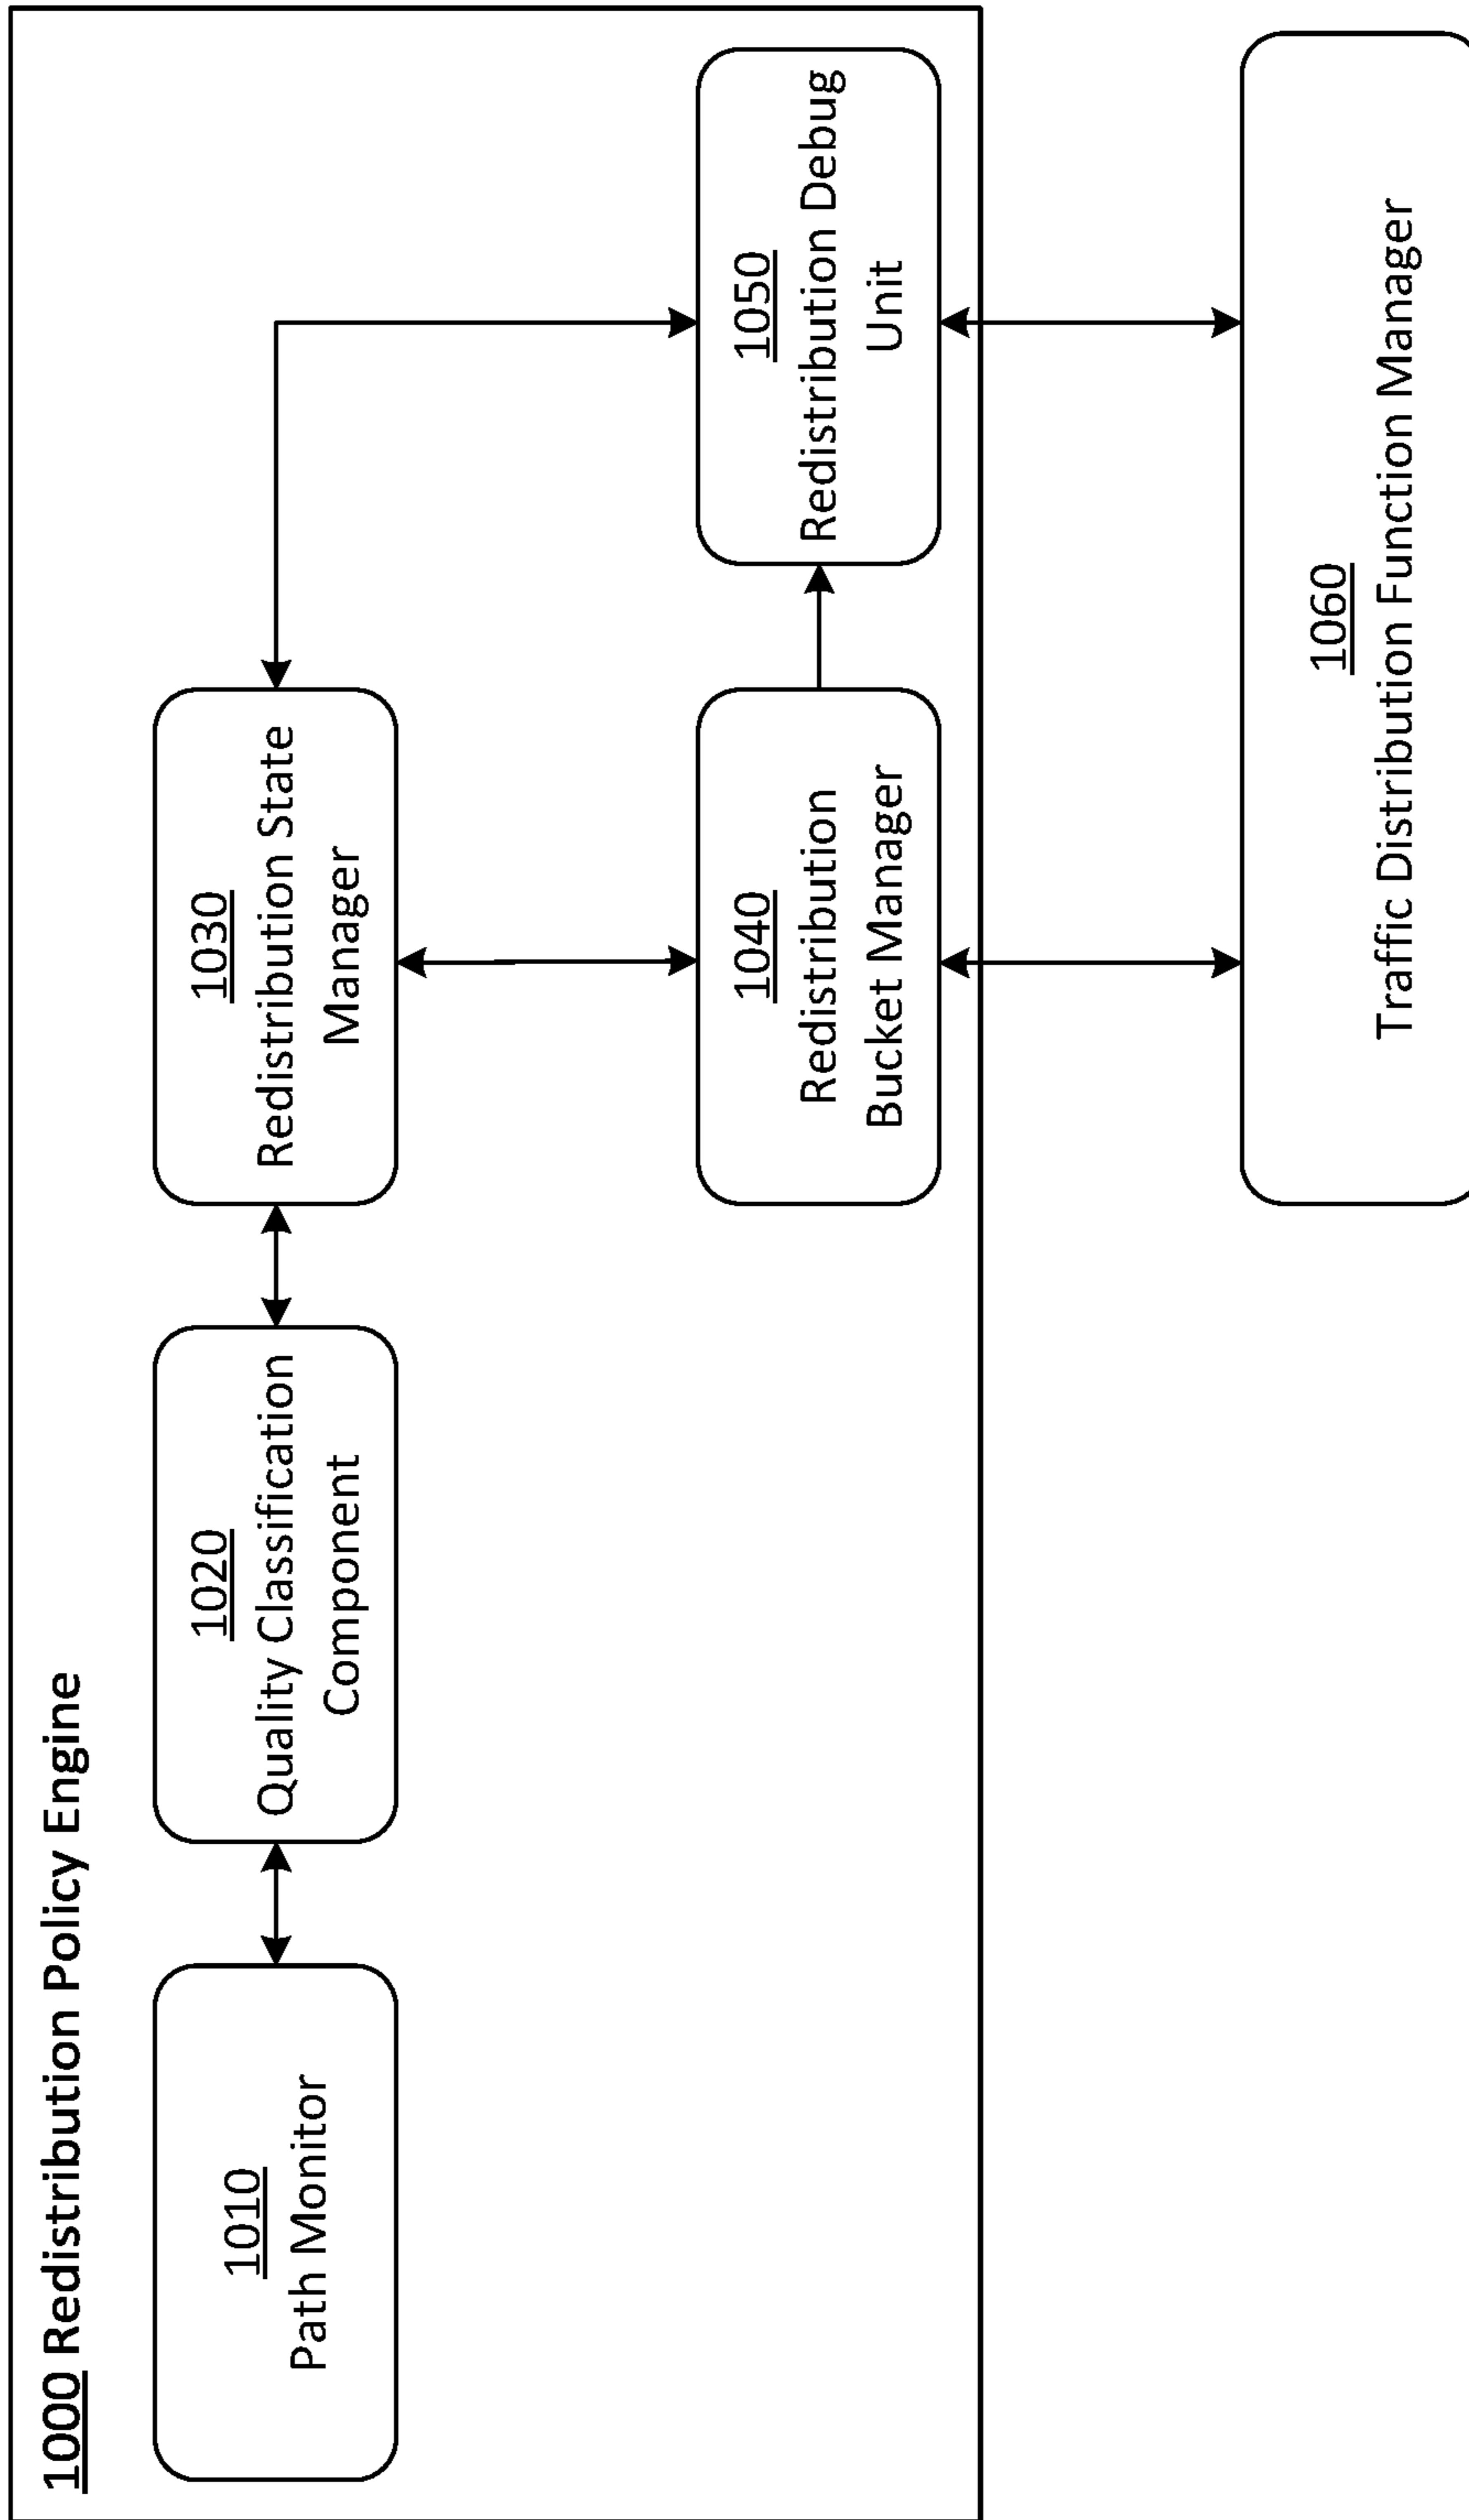 1000 Redistribution Policy Engine
1010
Path Monitor
1020
Quality Classification
Component
1030
Redistribution State
Manager
1040
Redistribution
Bucket Manager
1050
Redistribution Debug
Unit
1060
Traffic Distribution Function Manager